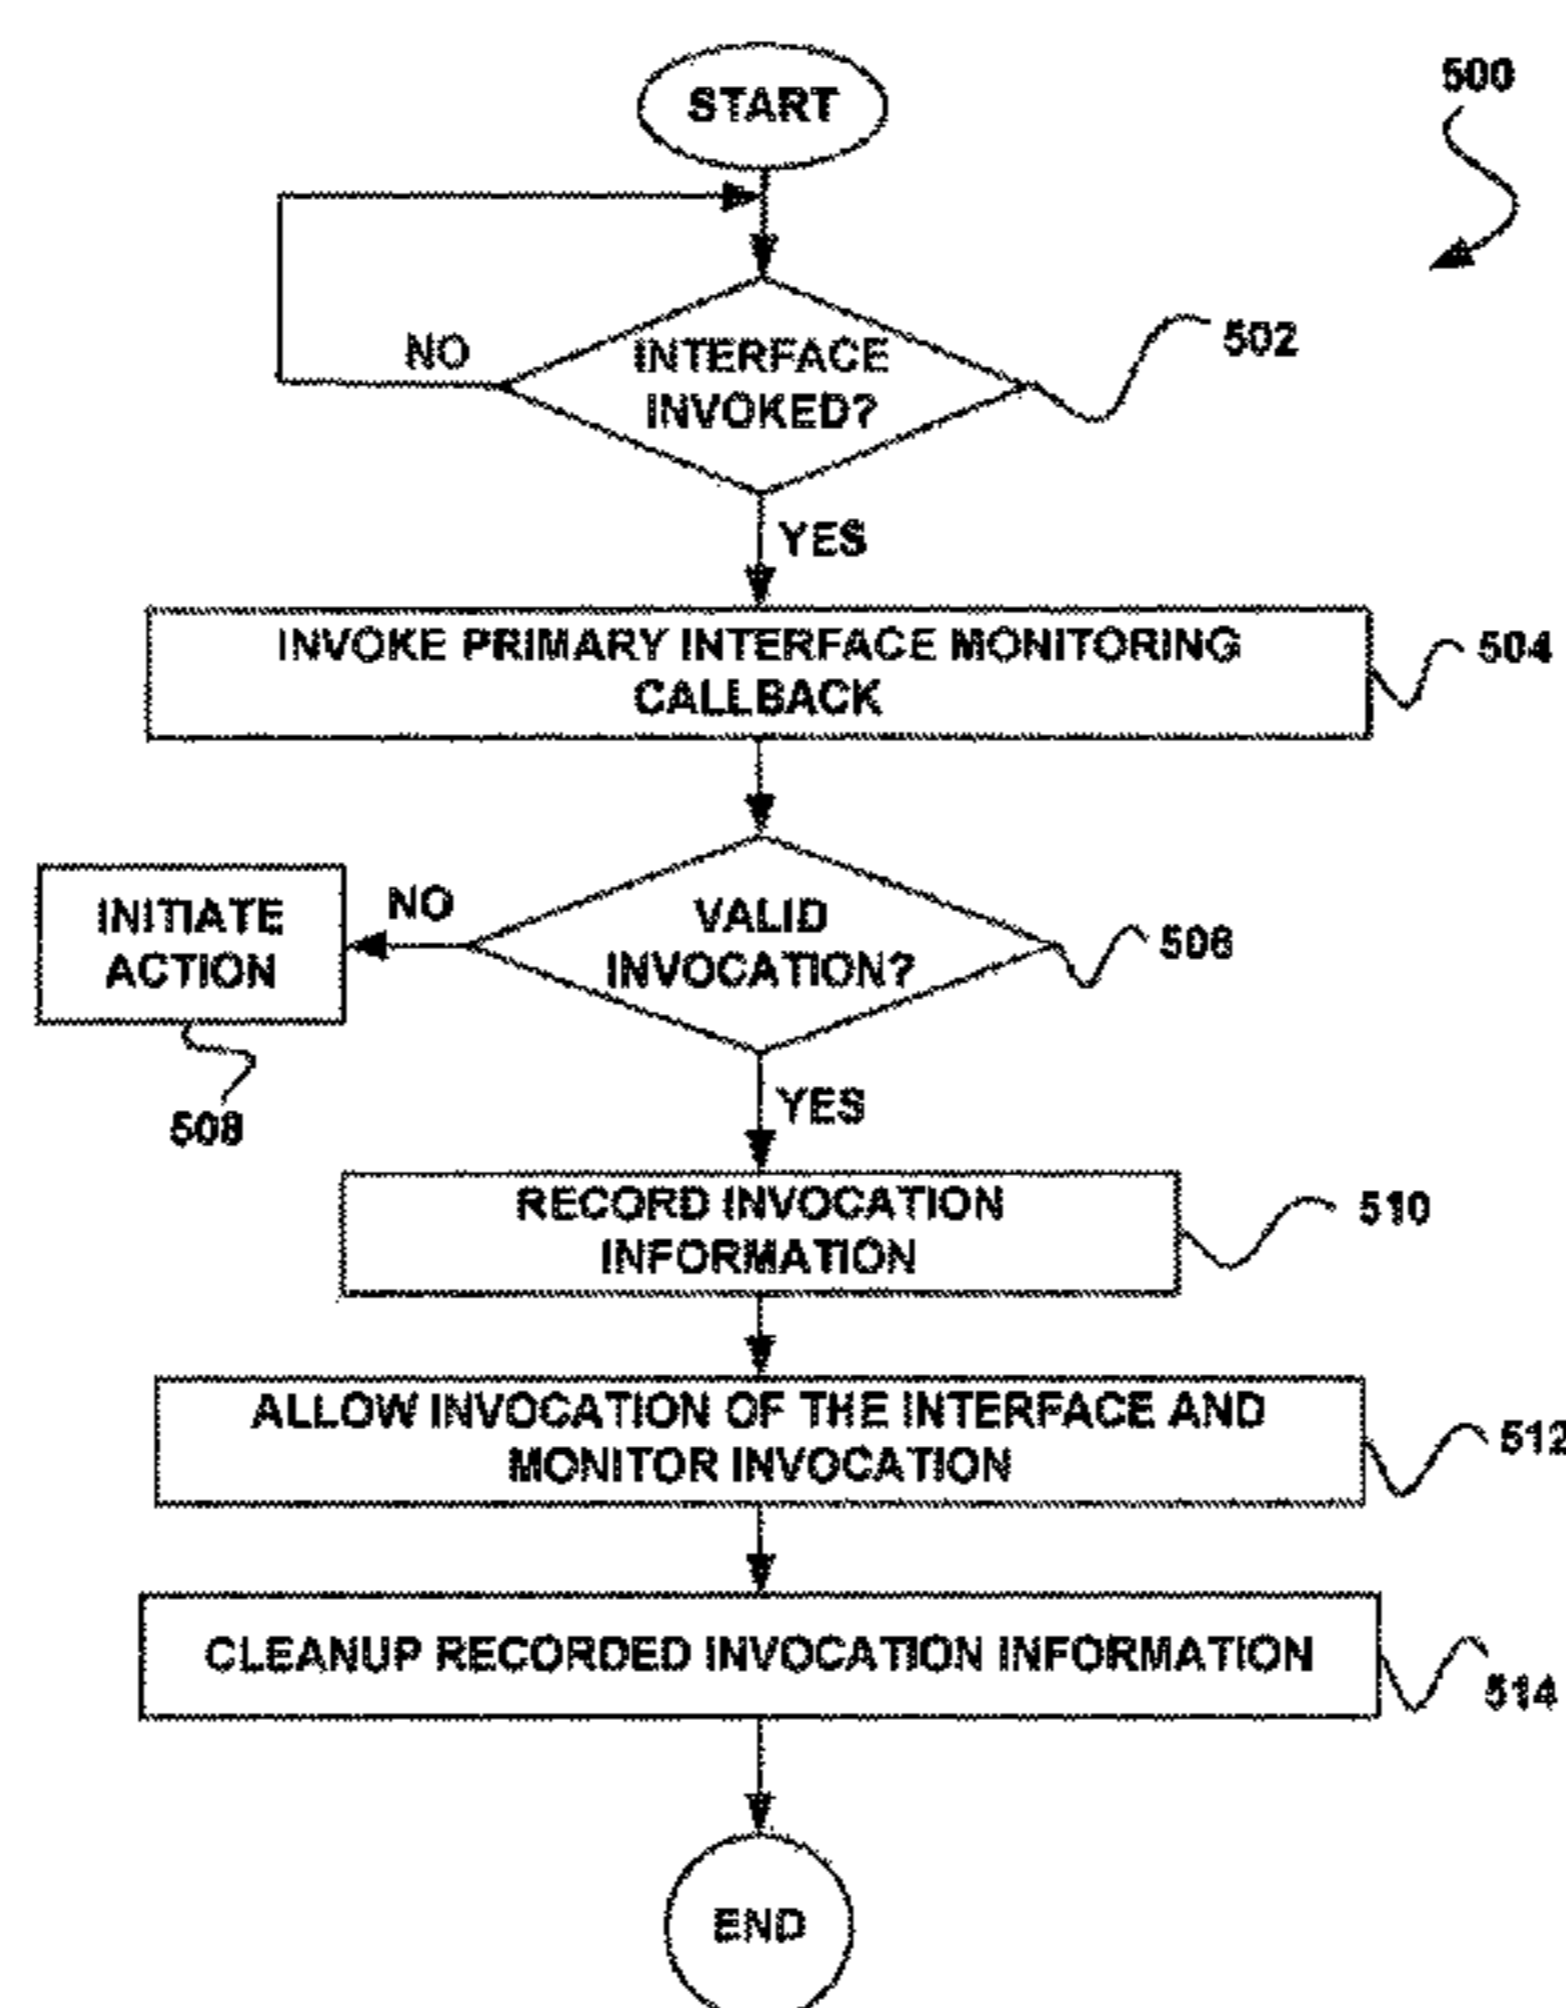 START
500
NO
INTERFACE
INVOKED?
502
YES
INVOKE PRIMARY INTERFACE MONITORING
CALLBACK
504
INITIATE
ACTION
NO
VALID
INVOCATION?
506
508
YES
RECORD INVOCATION
INFORMATION
510
ALLOW INVOCATION OF THE INTERFACE AND
MONITOR INVOCATION
512
CLEANUP RECORDED INVOCATION INFORMATION
514
END